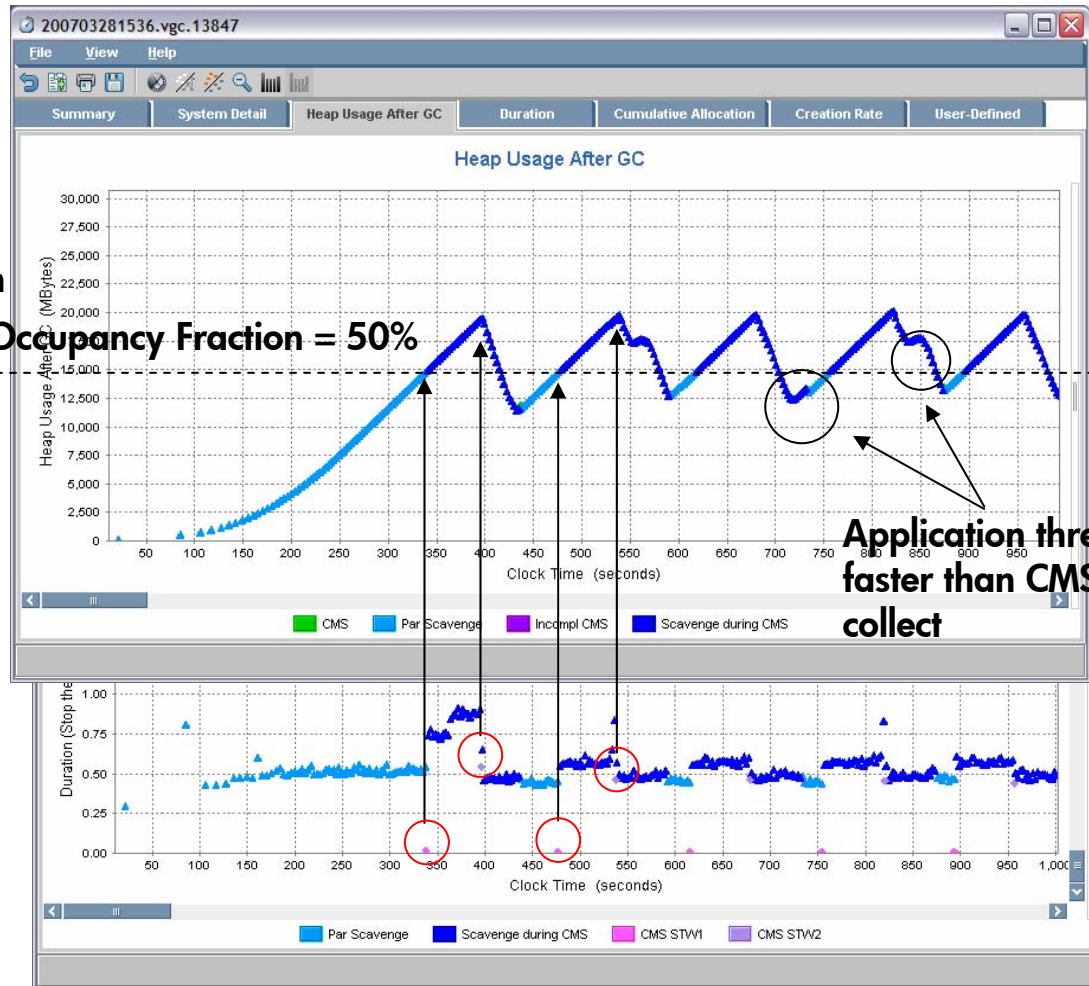 200703281536.vgc.13847
File View Help
Summary System Detail Heap Usage After GC Duration Cumulative Allocation Creation Rate User-Defined
Heap Usage After GC
Heap Usage After GC (MBytes)
30,000
27,500
25,000
22,500
20,000
Occupancy Fraction = 50%
15,000
12,500
10,000
7,500
5,000
2,500
0
50 100 150 200 250 300 350 400 450 500 550 600 650 700 750 800 850 900 950
Clock Time (seconds)
Application thre
faster than CMS
collect
CMS Par Scavenge Incompl CMS Scavenge during CMS
Duration (Stop the
1.00
0.75
0.50
0.25
0.00
50 100 150 200 250 300 350 400 450 500 550 600 650 700 750 800 850 900 950 1,000
Clock Time (seconds)
Par Scavenge Scavenge during CMS CMS STW1 CMS STW2